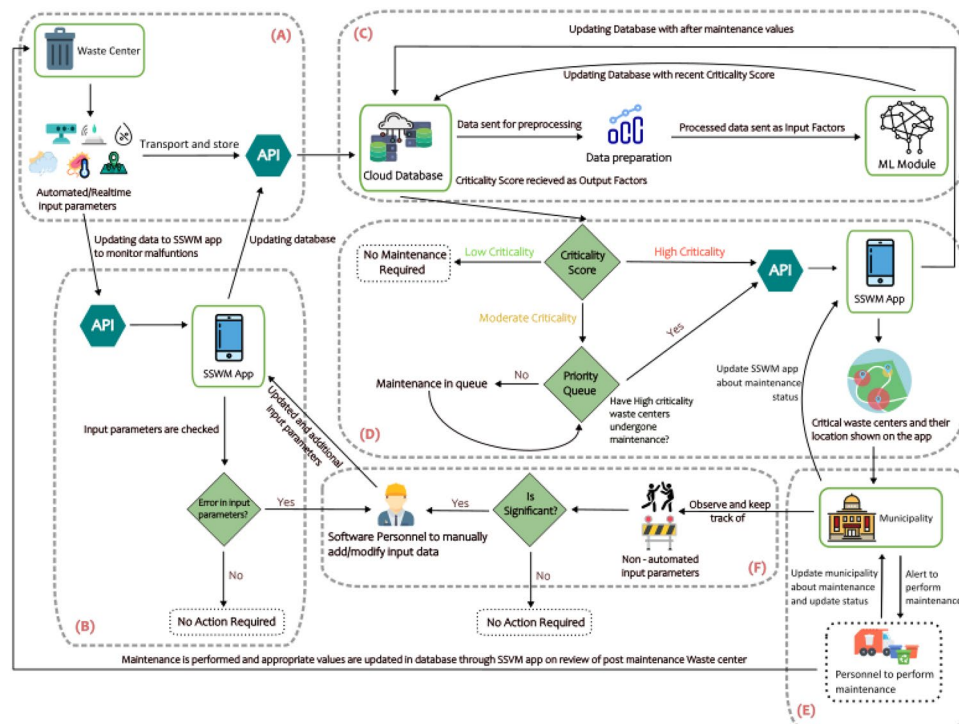 (A)
Waste Center
Transport and store
API
Automated/Realtime
input parameters
Updating data to SSWM app
to monitor malfuntions
Updating database
(C)
Updating Database with after maintenance values
Updating Database with recent Criticality Score
Cloud Database
Data sent for preprocessing
Data preparation
Processed data sent as Input Factors
ML Module
Criticality Score recieved as Output Factors
No Maintenance
Required
Low Criticality
Criticality
Score
High Criticality
API
SSWM App
Moderate Criticality
Yes
Priority
Queue
No
Maintenance in queue
Have High criticality
waste centers
undergone
maintenance?
Update SSWM app
about maintenance
status
Critical waste centers and their
location shown on the app
(D)
API
SSWM App
Input parameters are checked
Updated and additional
input parameters
Error in input
parameters?
Yes
No
No Action Required
(B)
Software Personnel to manually
add/modify input data
Yes
Is
Significant?
No
No Action Required
Non - automated
input parameters
Observe and keep
track of
(F)
Municipality
Update municipality
about maintenance
and update status
Alert to
perform
maintenance
Personnel to perform
maintenance
(E)
Maintenance is performed and appropriate values are updated in database through SSVM app on review of post maintenance Waste center